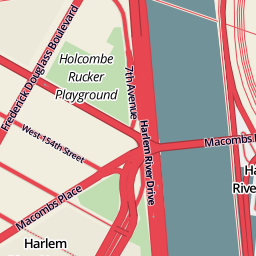 Frederick Douglass Boulevard
Holcombe
Rucker
Playground
7th Avenue
Harlem River Drive
West 154th Street
Macombs Place
Macombs
Ha
River
Harlem